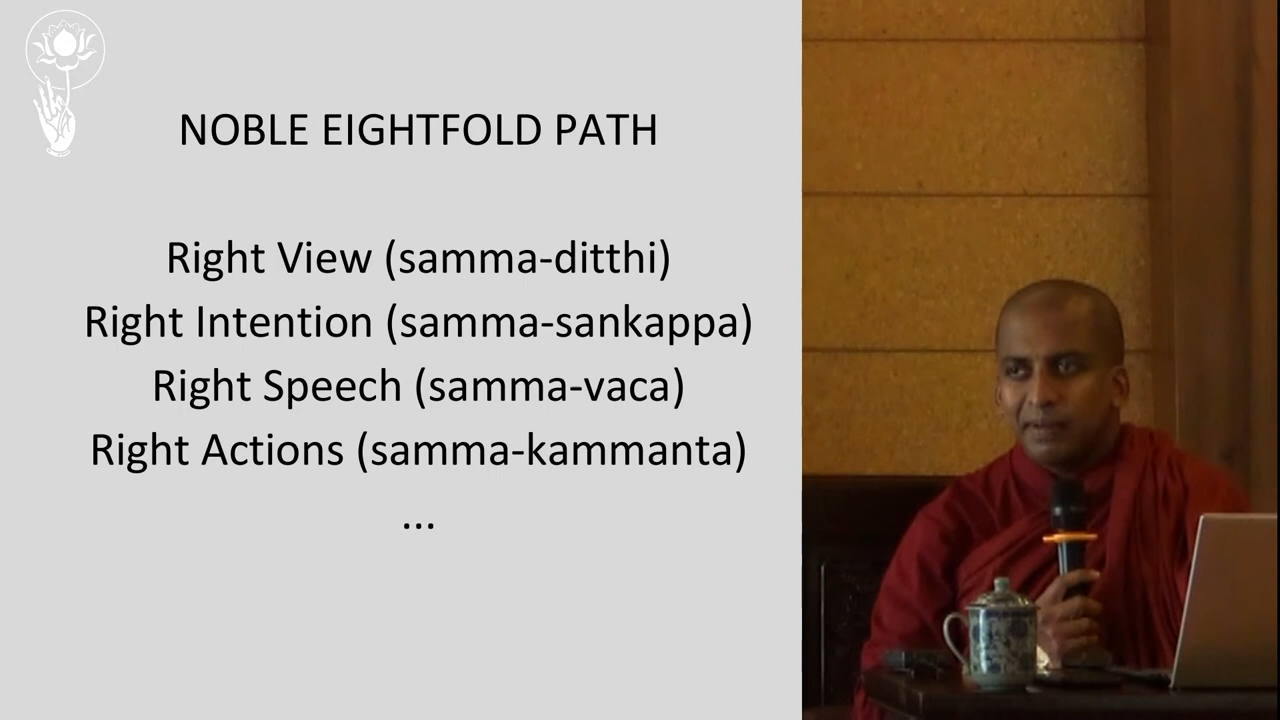 NOBLE EIGHTFOLD PATH
Right View (samma-ditthi)
Right Intention (samma-sankappa)
Right Speech (samma-vaca)
Right Actions (samma-kammanta)
...